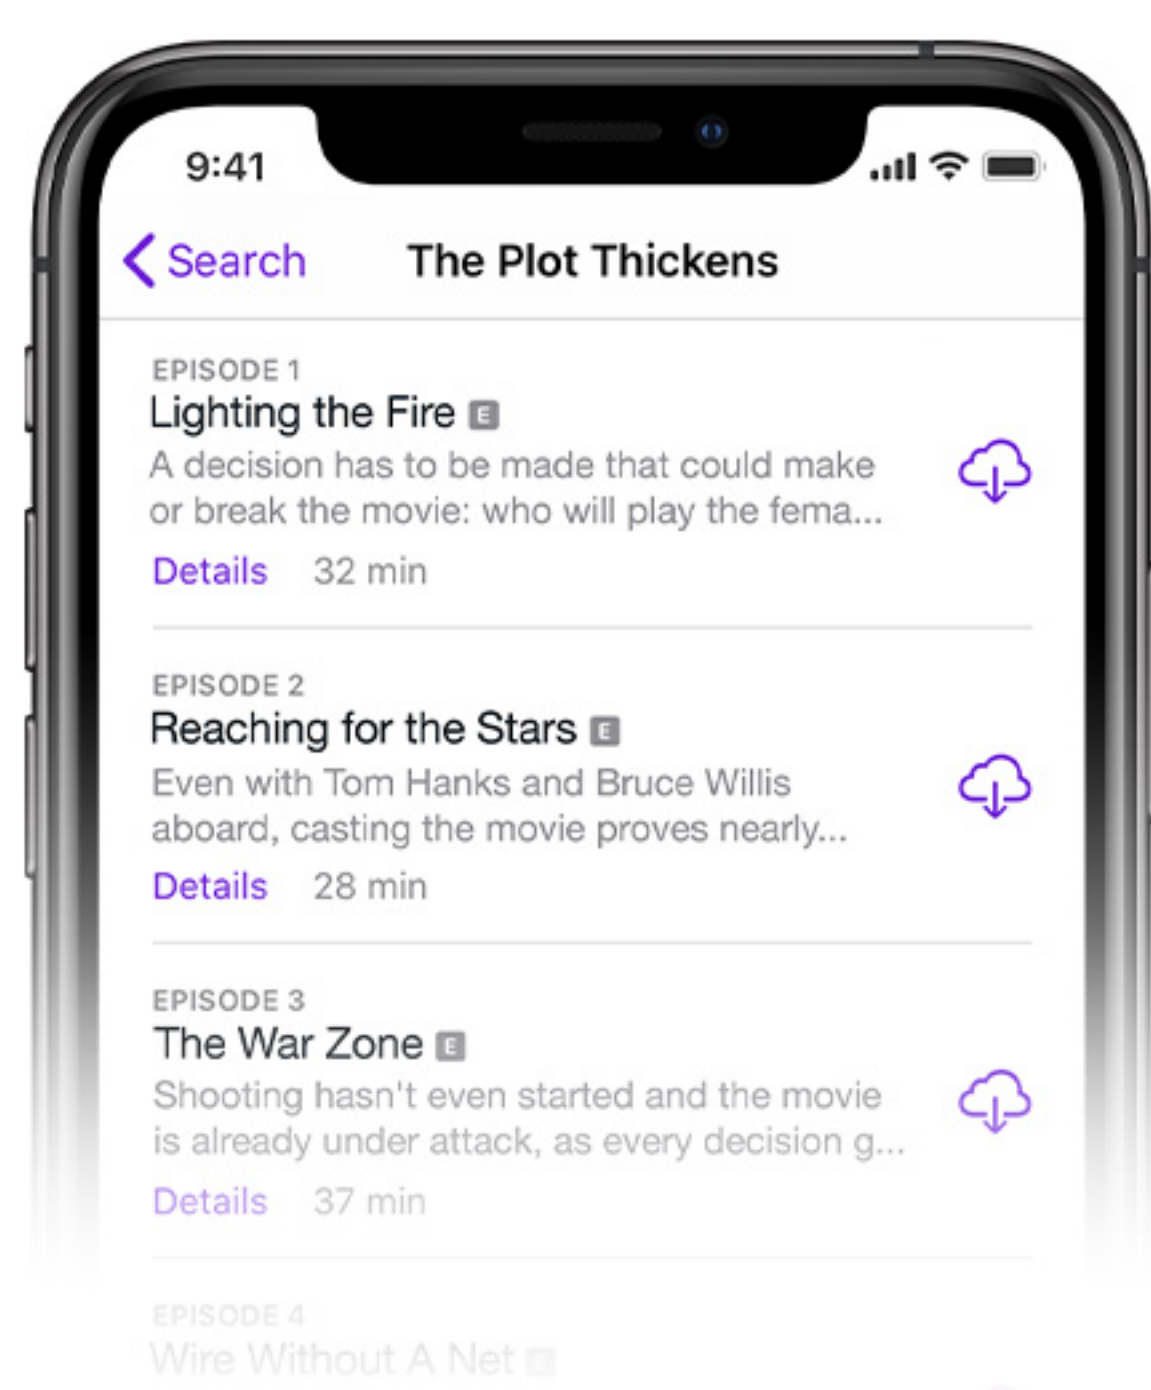 9:41
Search
The Plot Thickens
EPISODE 1
Lighting the Fire E
A decision has to be made that could make
or break the movie: who will play the fema...
Details 32 min
EPISODE 2
Reaching for the Stars E
Even with Tom Hanks and Bruce Willis
aboard, casting the movie proves nearly...
Details 28 min
EPISODE 3
The War Zone E
Shooting hasn't even started and the movie
is already under attack, as every decision g...
Details 37 min
EPISODE 4
Wire Without A Net E